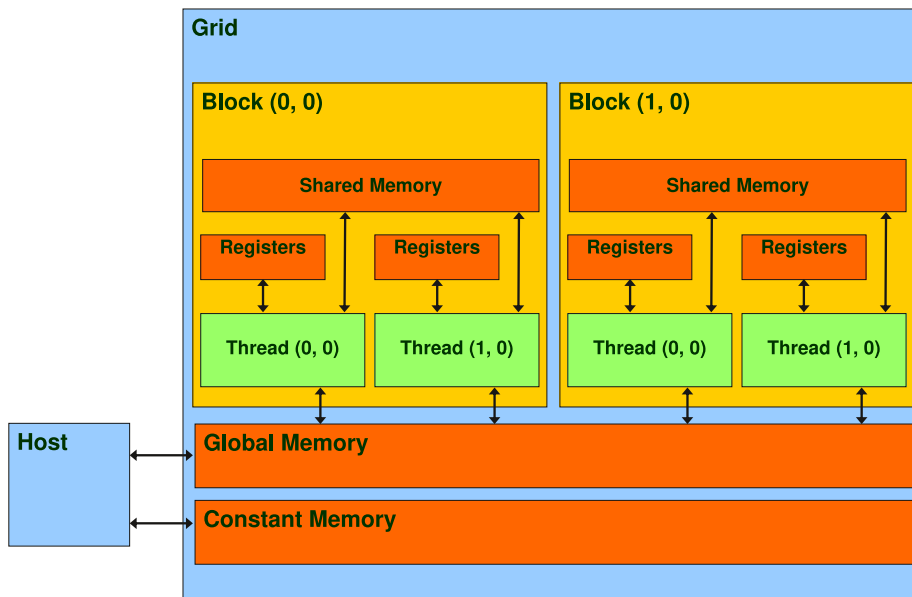 Grid
Block (0, 0)
Block (1, 0)
Shared Memory
Shared Memory
Registers
Registers
Registers
Registers
Thread (0, 0)
Thread (1, 0)
Thread (0, 0)
Thread (1, 0)
Host
Global Memory
Constant Memory